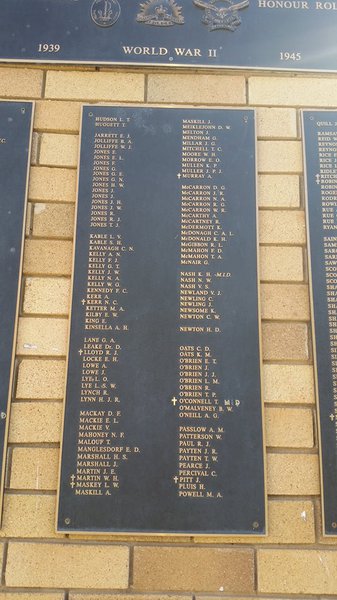 HONOUR ROL
1939
WORLD WAR II
1945
HUDSON L. T.
HUGGETT T.
JARRETT E. J.
JOLLIFFE B. A.
JOLLIFFE W. J.
JONES F.
JONES E. L.
JONES F.
JONES G.
JONES G. E.
JONES G. N.
JONES H. W.
JONES J.
JONES J.
JONES J. H.
JONES J. M.
JONES R.
JONES R. J.
JONES T. J.
KABLE L. V.
KABLE S. H.
KAVANAGH C. N.
KELLY A. N.
KELLY F. J.
KELLY G. T.
KELLY J. W.
KELLY N. A.
KELLY W. G.
KENNEDY F. C.
KERR A.
KERR N. C.
KETTER M. A.
KILBY E. W.
KING E.
KINSELLA A. H.
LANE G. A.
LEAKE DR. D.
LLOYD R. J.
LOCKE E. H.
LOWE A.
LOWE J.
LYE L. O.
LYE L. S. W.
LYNCH R.
LYNN H. J. R.
MACKAY D. F.
MACKIE E. L.
MACKIE V.
MAHONEY N. F.
MALOUF T.
MANGLESDORF E. D.
MARSHALL H. S.
MARSHALL J.
MARTIN J. E.
MARTIN W. H.
MASKEY L. W.
MASKILL A.
MASKILL J.
MEIKLEJOHN D. W.
MELTON J.
MENDHAM G.
MILLAR J. G.
MITCHELL T. C.
MOORE W. H.
MORROW E. O.
MULLER J. F.
MULLER J. P. J.
MURRAY A.
McCARRON D. G.
McCARRON J. R.
McCARRON N. A.
McCARRON R. G.
McCARRON W. R.
McCARTHY A.
McCARTNEY R.
McDERMOTT K.
McDONAGH C. A. L.
McDONALD K. H.
McGIBBON R. L.
McMAHON F. D.
McMAHON T. A.
McNAIR G.
NASH K. H. - M.I.D.
NASH N. W.
NASH V. S.
NEWLAND V. J.
NEWLING C.
NEWLING J.
NEWSOME K.
NEWTON C. W.
NEWTON H. D.
OATS C. D.
OATS K. M.
O'BRIEN E. T.
O'BRIEN J.
O'BRIEN J. J.
O'BRIEN L. M.
O'BRIEN R.
O'BRIEN T. P.
O'CONNELL T. M I D
O'MALVENEY B. W.
O'NEILL A. G.
PASSLOW A. M.
PATTERSON W.
PAUL R. J.
PAYTEN J. R.
PAYTEN T. W.
PEARCE J.
PERCIVAL C.
PITT J.
PLUIS H.
POWELL M. A.